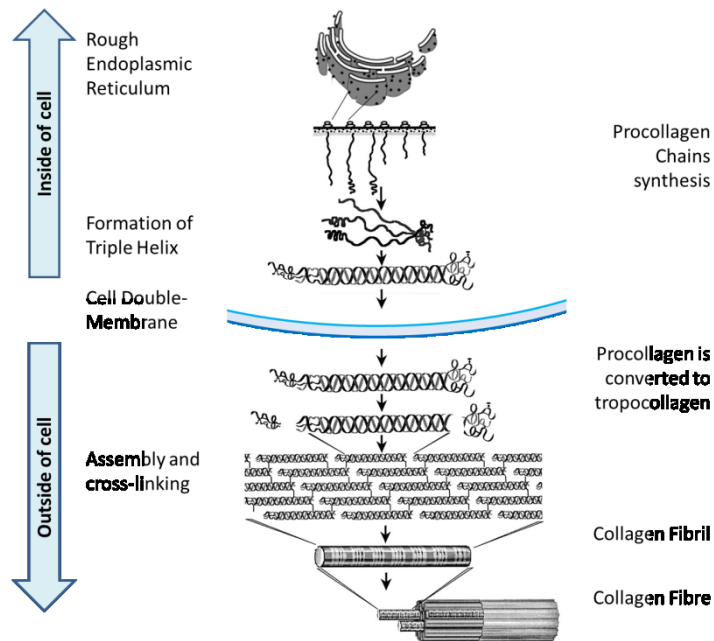 Rough
Endoplasmic
Reticulum
Inside of cell
Procollagen
Chains
synthesis
Formation of
Triple Helix
Cell Double-
Membrane
Procollagen is
converted to
tropocollagen
Outside of cell
Assembly and
cross-linking
Collagen Fibril
Collagen Fibre